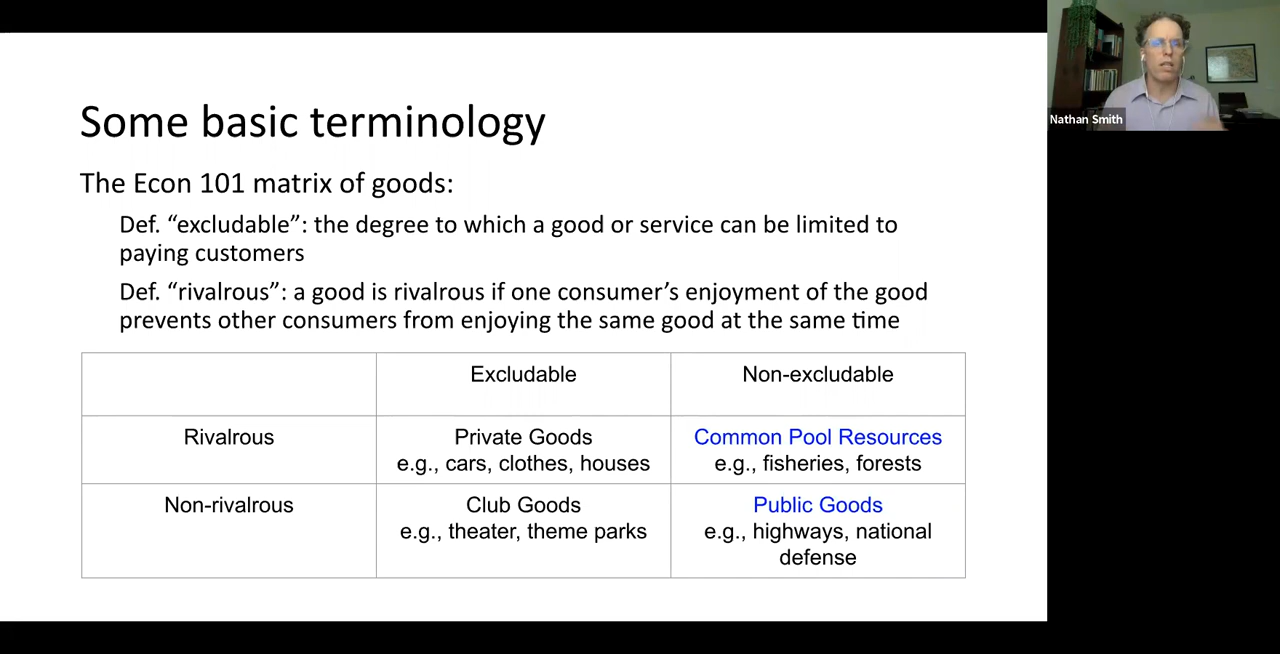 Some basic terminology
The Econ 101 matrix of goods:
Def. “excludable”: the degree to which a good or service can be limited to
paying customers
Def. “rivalrous”: a good is rivalrous if one consumer’s enjoyment of the good
prevents other consumers from enjoying the same good at the same time
Excludable
Non-excludable
Rivalrous
Private Goods
e.g., cars, clothes, houses
Common Pool Resources
e.g., fisheries, forests
Non-rivalrous
Club Goods
e.g., theater, theme parks
Public Goods
e.g., highways, national
defense
Nathan Smith